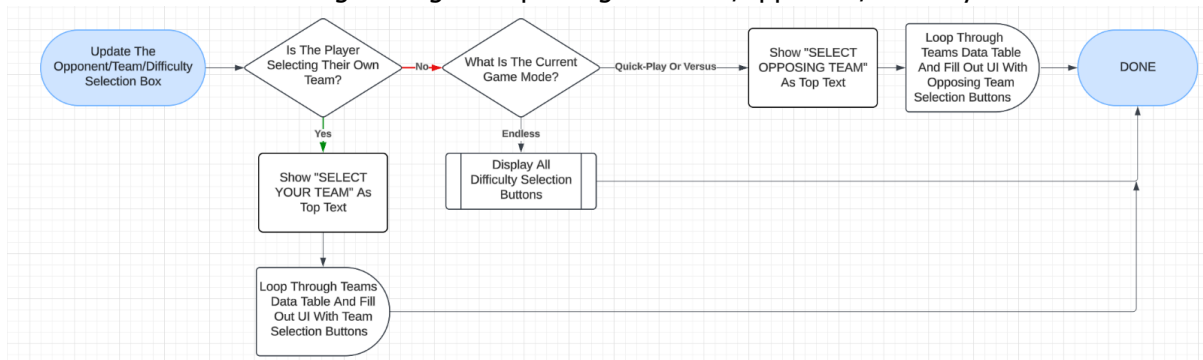 Update The
Opponent/Team/Difficulty
Selection Box
Is The Player
Selecting Their Own
Team?
No
What Is The Current
Game Mode?
Quick-Play Or Versus
Show "SELECT
OPPOSING TEAM"
As Top Text
Loop Through
Teams Data Table
And Fill Out UI With
Opposing Team
Selection Buttons
DONE
Yes
Endless
Show "SELECT
YOUR TEAM" As
Top Text
Display All
Difficulty Selection
Buttons
Loop Through Teams
Data Table And Fill
Out UI With Team
Selection Buttons